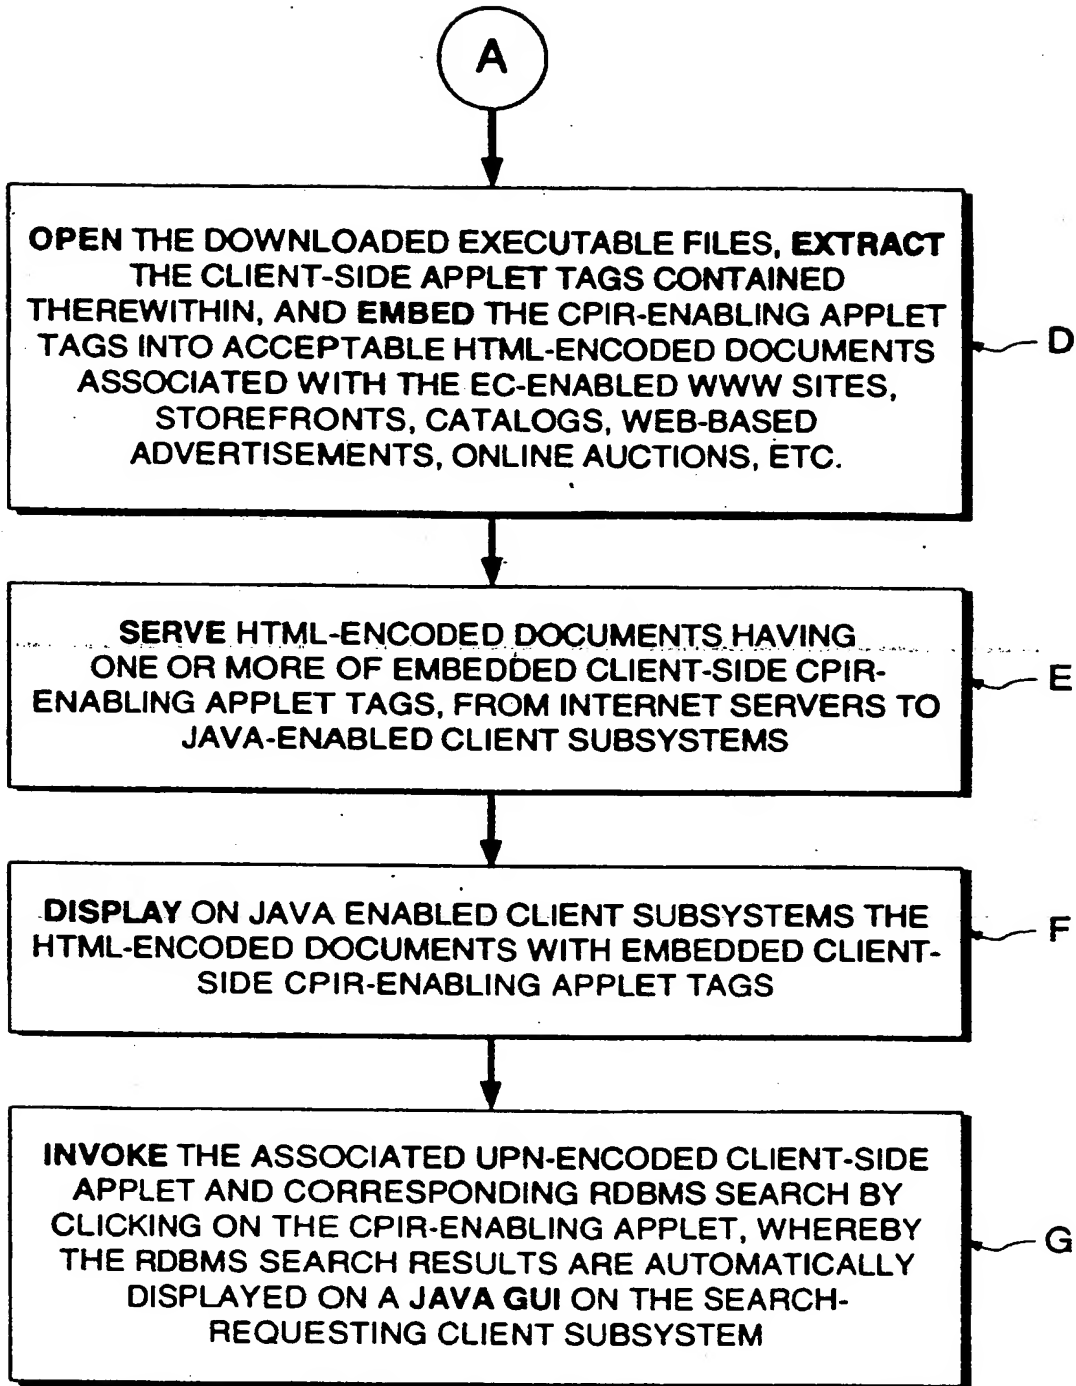 A
OPEN THE DOWNLOADED EXECUTABLE FILES, EXTRACT
THE CLIENT-SIDE APPLET TAGS CONTAINED
THEREWITHIN, AND EMBED THE CPIR-ENABLING APPLET
TAGS INTO ACCEPTABLE HTML-ENCODED DOCUMENTS
ASSOCIATED WITH THE EC-ENABLED WWW SITES,
STOREFRONTS, CATALOGS, WEB-BASED
ADVERTISEMENTS, ONLINE AUCTIONS, ETC.
D
SERVE HTML-ENCODED DOCUMENTS HAVING
ONE OR MORE OF EMBEDDED CLIENT-SIDE CPIR-
ENABLING APPLET TAGS, FROM INTERNET SERVERS TO
JAVA-ENABLED CLIENT SUBSYSTEMS
E
DISPLAY ON JAVA ENABLED CLIENT SUBSYSTEMS THE
HTML-ENCODED DOCUMENTS WITH EMBEDDED CLIENT-
SIDE CPIR-ENABLING APPLET TAGS
F
INVOKE THE ASSOCIATED UPN-ENCODED CLIENT-SIDE
APPLET AND CORRESPONDING RDBMS SEARCH BY
CLICKING ON THE CPIR-ENABLING APPLET, WHEREBY
THE RDBMS SEARCH RESULTS ARE AUTOMATICALLY
DISPLAYED ON A JAVA GUI ON THE SEARCH-
REQUESTING CLIENT SUBSYSTEM
G